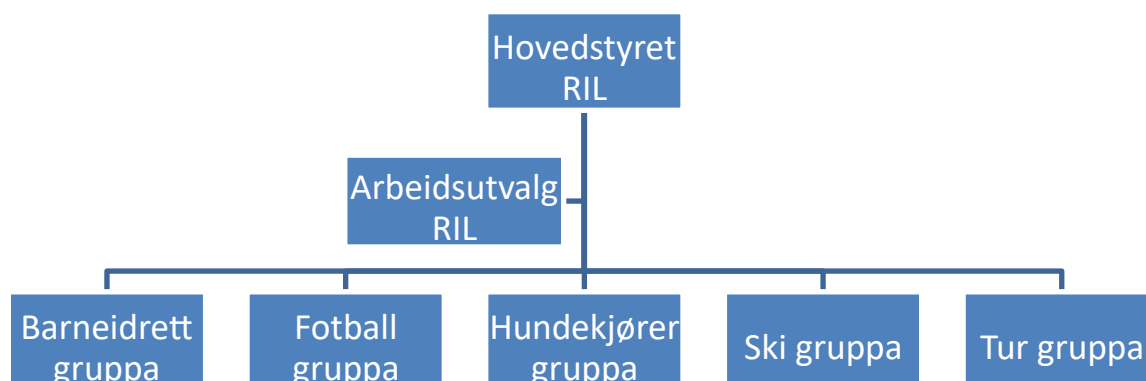 Hovedstyret
RIL
Arbeidsutvalg
RIL
Barneidrett
gruppa
Fotball
gruppa
Hundekjører
gruppa
Ski gruppa
Tur gruppa